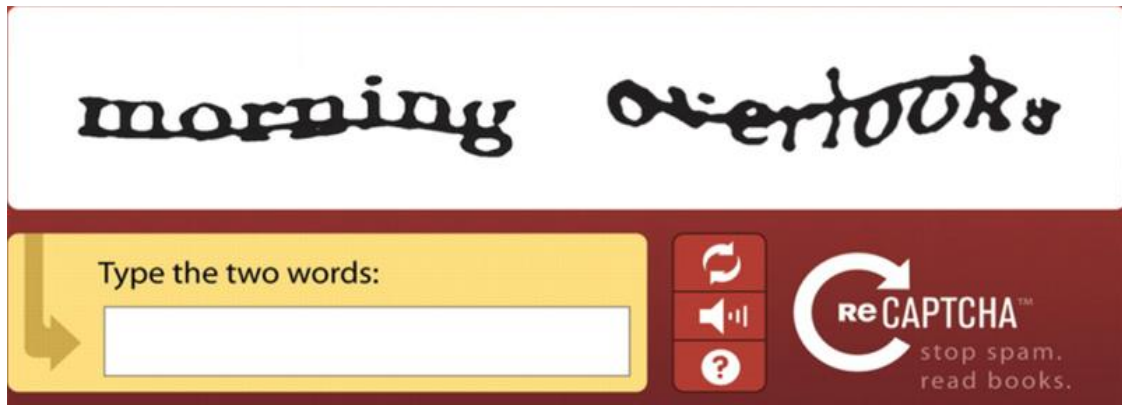 morning overlooks
Type the two words:
?
reCAPTCHA™
stop spam.
read books.